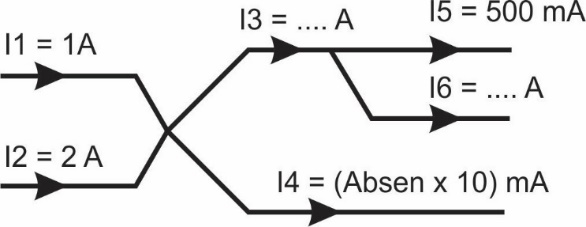 I3 = .... A
I5 = 500 mA
I1 = 1A
I6 = .... A
I2 = 2 A
I4 = (Absen x 10) mA